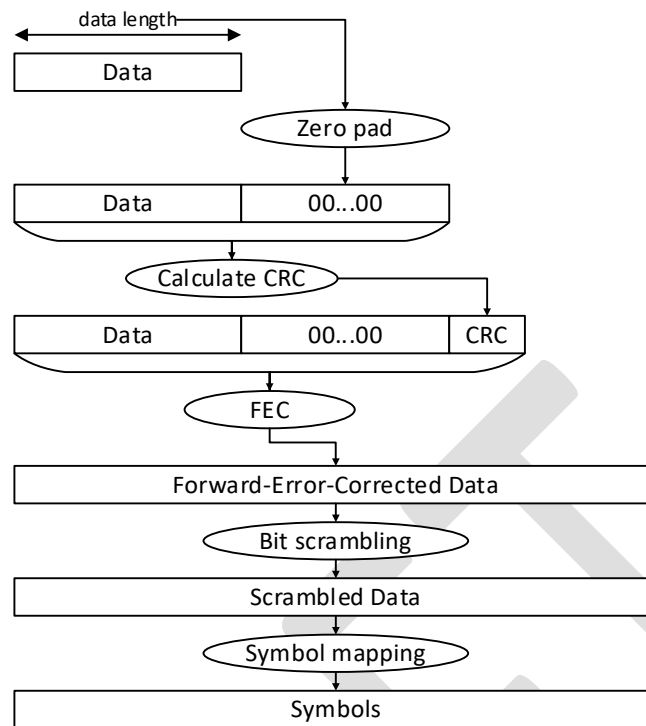 data length
Data
Zero pad
Data 00...00
Calculate CRC
Data 00...00 CRC
FEC
Forward-Error-Corrected Data
Bit scrambling
Scrambled Data
Symbol mapping
Symbols